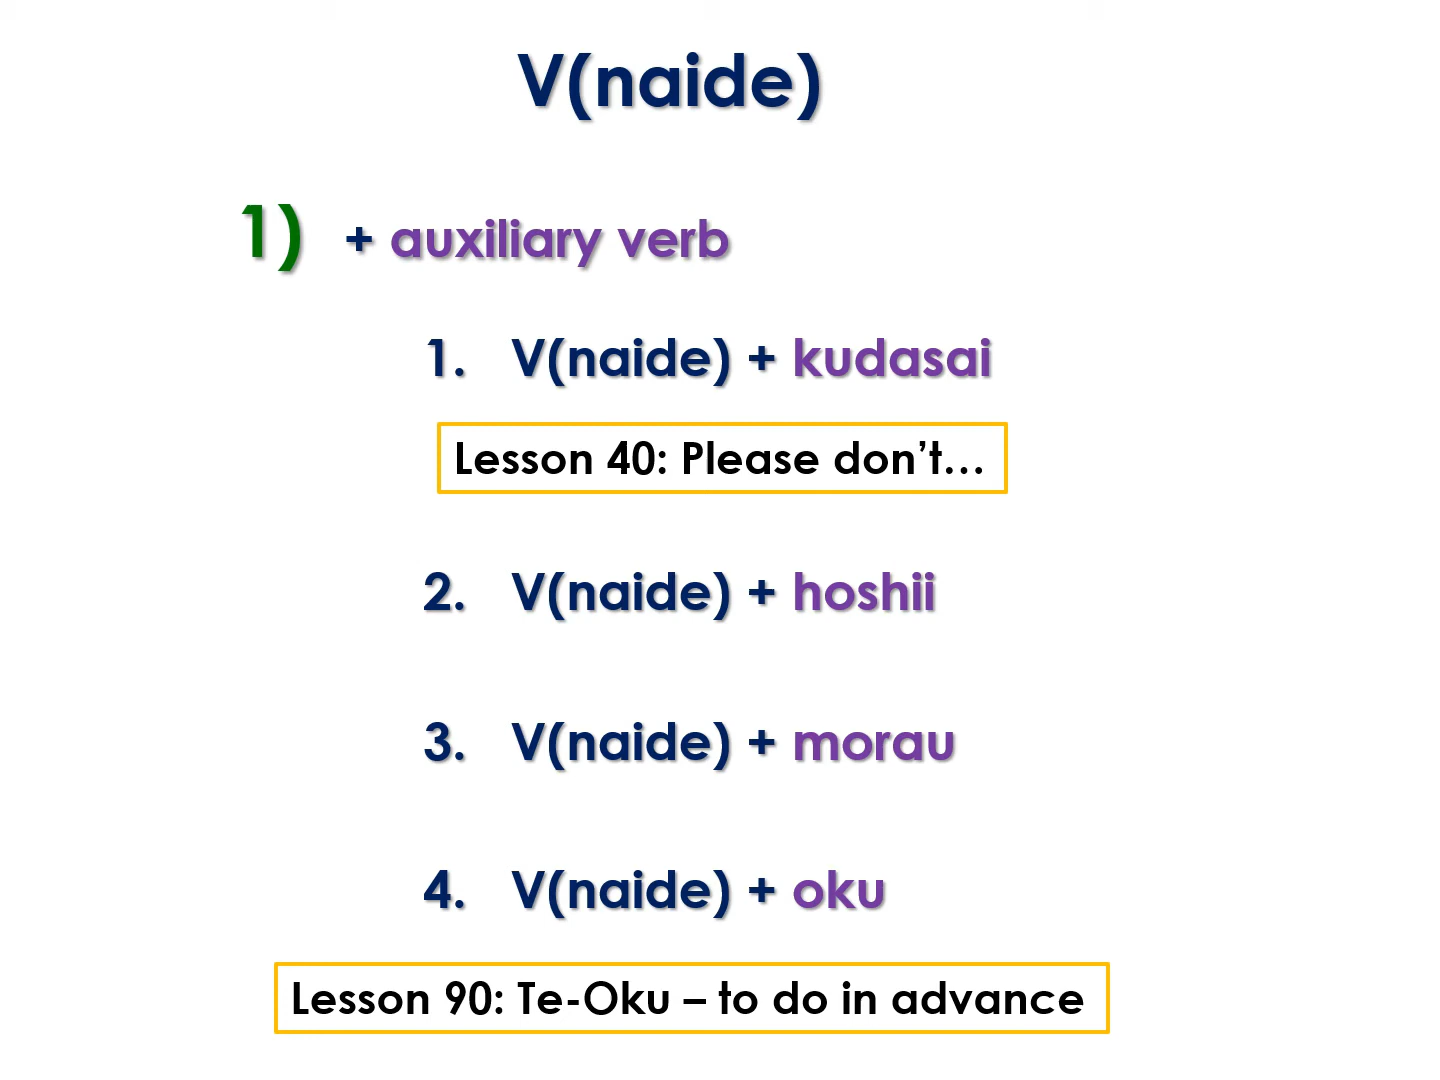 V(naide)
1) + auxiliary verb
1. V(naide) + kudasai
Lesson 40: Please don’t…
2. V(naide) + hoshii
3. V(naide) + morau
4. V(naide) + oku
Lesson 90: Te-Oku – to do in advance